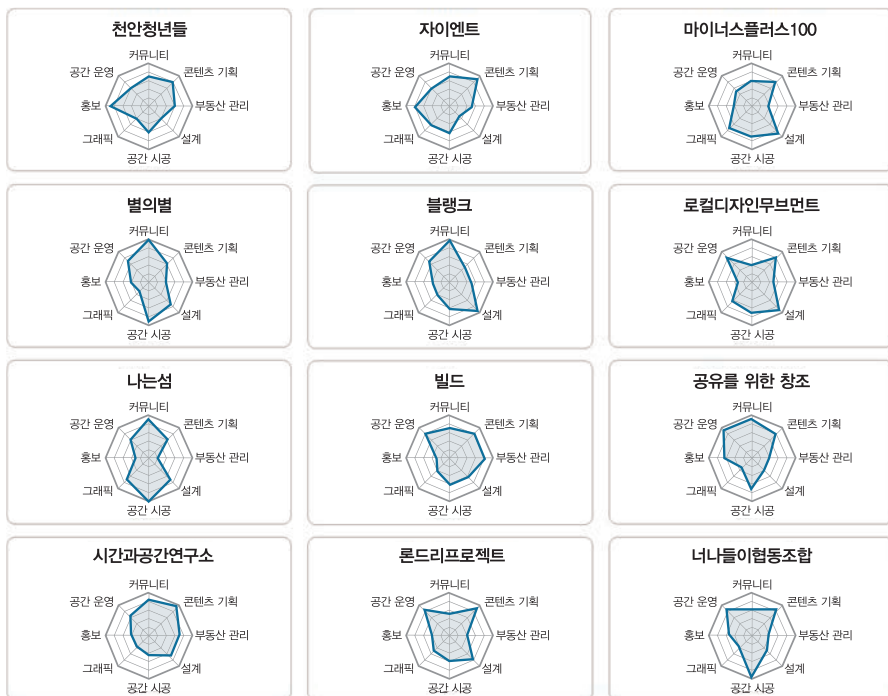 천안청년들
커뮤니티
공간 운영 콘텐츠 기획
홍보 부동산 관리
그래픽 설계
공간 시공
자이엔트
커뮤니티
공간 운영 콘텐츠 기획
홍보 부동산 관리
그래픽 설계
공간 시공
마이너스플러스100
커뮤니티
공간 운영 콘텐츠 기획
홍보 부동산 관리
그래픽 설계
공간 시공
별의별
커뮤니티
공간 운영 콘텐츠 기획
홍보 부동산 관리
그래픽 설계
공간 시공
블랭크
커뮤니티
공간 운영 콘텐츠 기획
홍보 부동산 관리
그래픽 설계
공간 시공
로컬디자인무브먼트
커뮤니티
공간 운영 콘텐츠 기획
홍보 부동산 관리
그래픽 설계
공간 시공
나는섬
커뮤니티
공간 운영 콘텐츠 기획
홍보 부동산 관리
그래픽 설계
공간 시공
빌드
커뮤니티
공간 운영 콘텐츠 기획
홍보 부동산 관리
그래픽 설계
공간 시공
공유를 위한 창조
커뮤니티
공간 운영 콘텐츠 기획
홍보 부동산 관리
그래픽 설계
공간 시공
시간과공간연구소
커뮤니티
공간 운영 콘텐츠 기획
홍보 부동산 관리
그래픽 설계
공간 시공
론드리프로젝트
커뮤니티
공간 운영 콘텐츠 기획
홍보 부동산 관리
그래픽 설계
공간 시공
너나들이협동조합
커뮤니티
공간 운영 콘텐츠 기획
홍보 부동산 관리
그래픽 설계
공간 시공